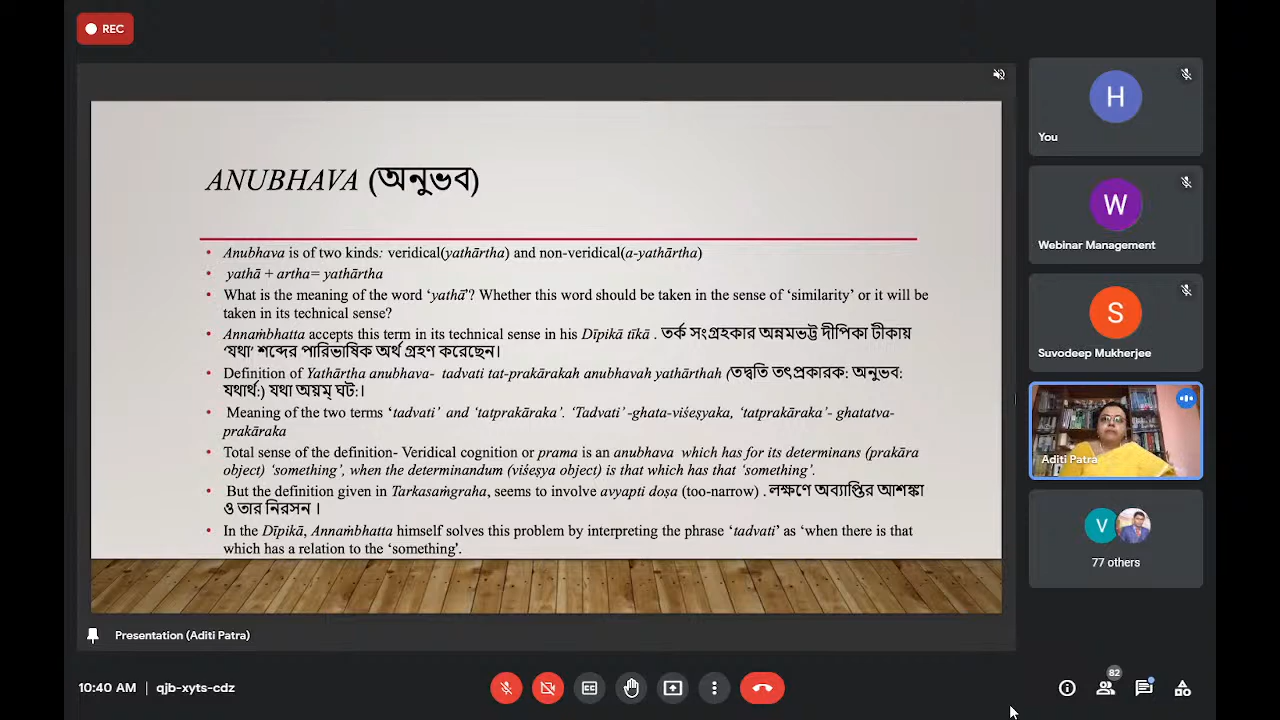 REC
ANUBHAVA (অনুভব)
• Anubhava is of two kinds: veridical(yathārtha) and non-veridical(a-yathārtha)
• yathā + artha= yathārtha
• What is the meaning of the word ‘yathā’? Whether this word should be taken in the sense of ‘similarity’ or it will be
taken in its technical sense?
• Annaṁbhatta accepts this term in its technical sense in his Dīpikā tīkā . তর্ক সংগ্রহকার অন্নমভট্ট দীপিকা টীকায়
‘যথা’ শব্দের পারিভাষিক অর্থ গ্রহণ করেছেন।
• Definition of Yathārtha anubhava- tadvati tat-prakārakah anubhavah yathārthah (তদ্বতি তৎপ্রকারক: অনুভব:
যথার্থ:) যথা অয়ম্ ঘট:।
• Meaning of the two terms ‘tadvati’ and ‘tatprakāraka’. ‘Tadvati’ -ghata-viśeṣyaka, ‘tatprakāraka’- ghatatva-
prakāraka
• Total sense of the definition- Veridical cognition or prama is an anubhava which has for its determinans (prakāra
object) ‘something’, when the determinandum (viśeṣya object) is that which has that ‘something’.
• But the definition given in Tarkasaṁgraha, seems to involve avyapti doṣa (too-narrow) . লক্ষণে অব্যাপ্তির আশঙ্কা
ও তার নিরসন ।
• In the Dīpikā, Annaṁbhatta himself solves this problem by interpreting the phrase ‘tadvati’ as ‘when there is that
which has a relation to the ‘something’.
Presentation (Aditi Patra)
H
You
W
Webinar Management
S
Suvodeep Mukherjee
Aditi Patra
V
77 others
10:40 AM | qjb-xyts-cdz
82